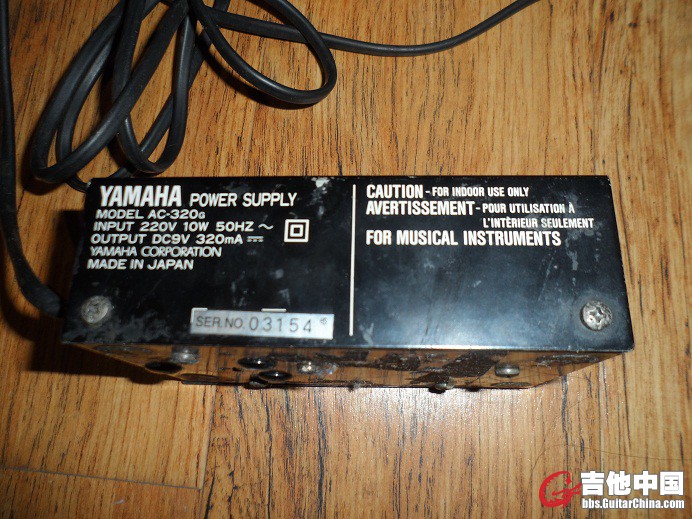 YAMAHA POWER SUPPLY
MODEL AC-320G
INPUT 220V 10W 50HZ ~
OUTPUT DC9V 320mA ⎓
YAMAHA CORPORATION
MADE IN JAPAN
SER.NO. 03154
CAUTION - FOR INDOOR USE ONLY
AVERTISSEMENT - POUR UTILISATION À
L'INTÉRIEUR SEULEMENT
FOR MUSICAL INSTRUMENTS
吉他中国
bbs.GuitarChina.com